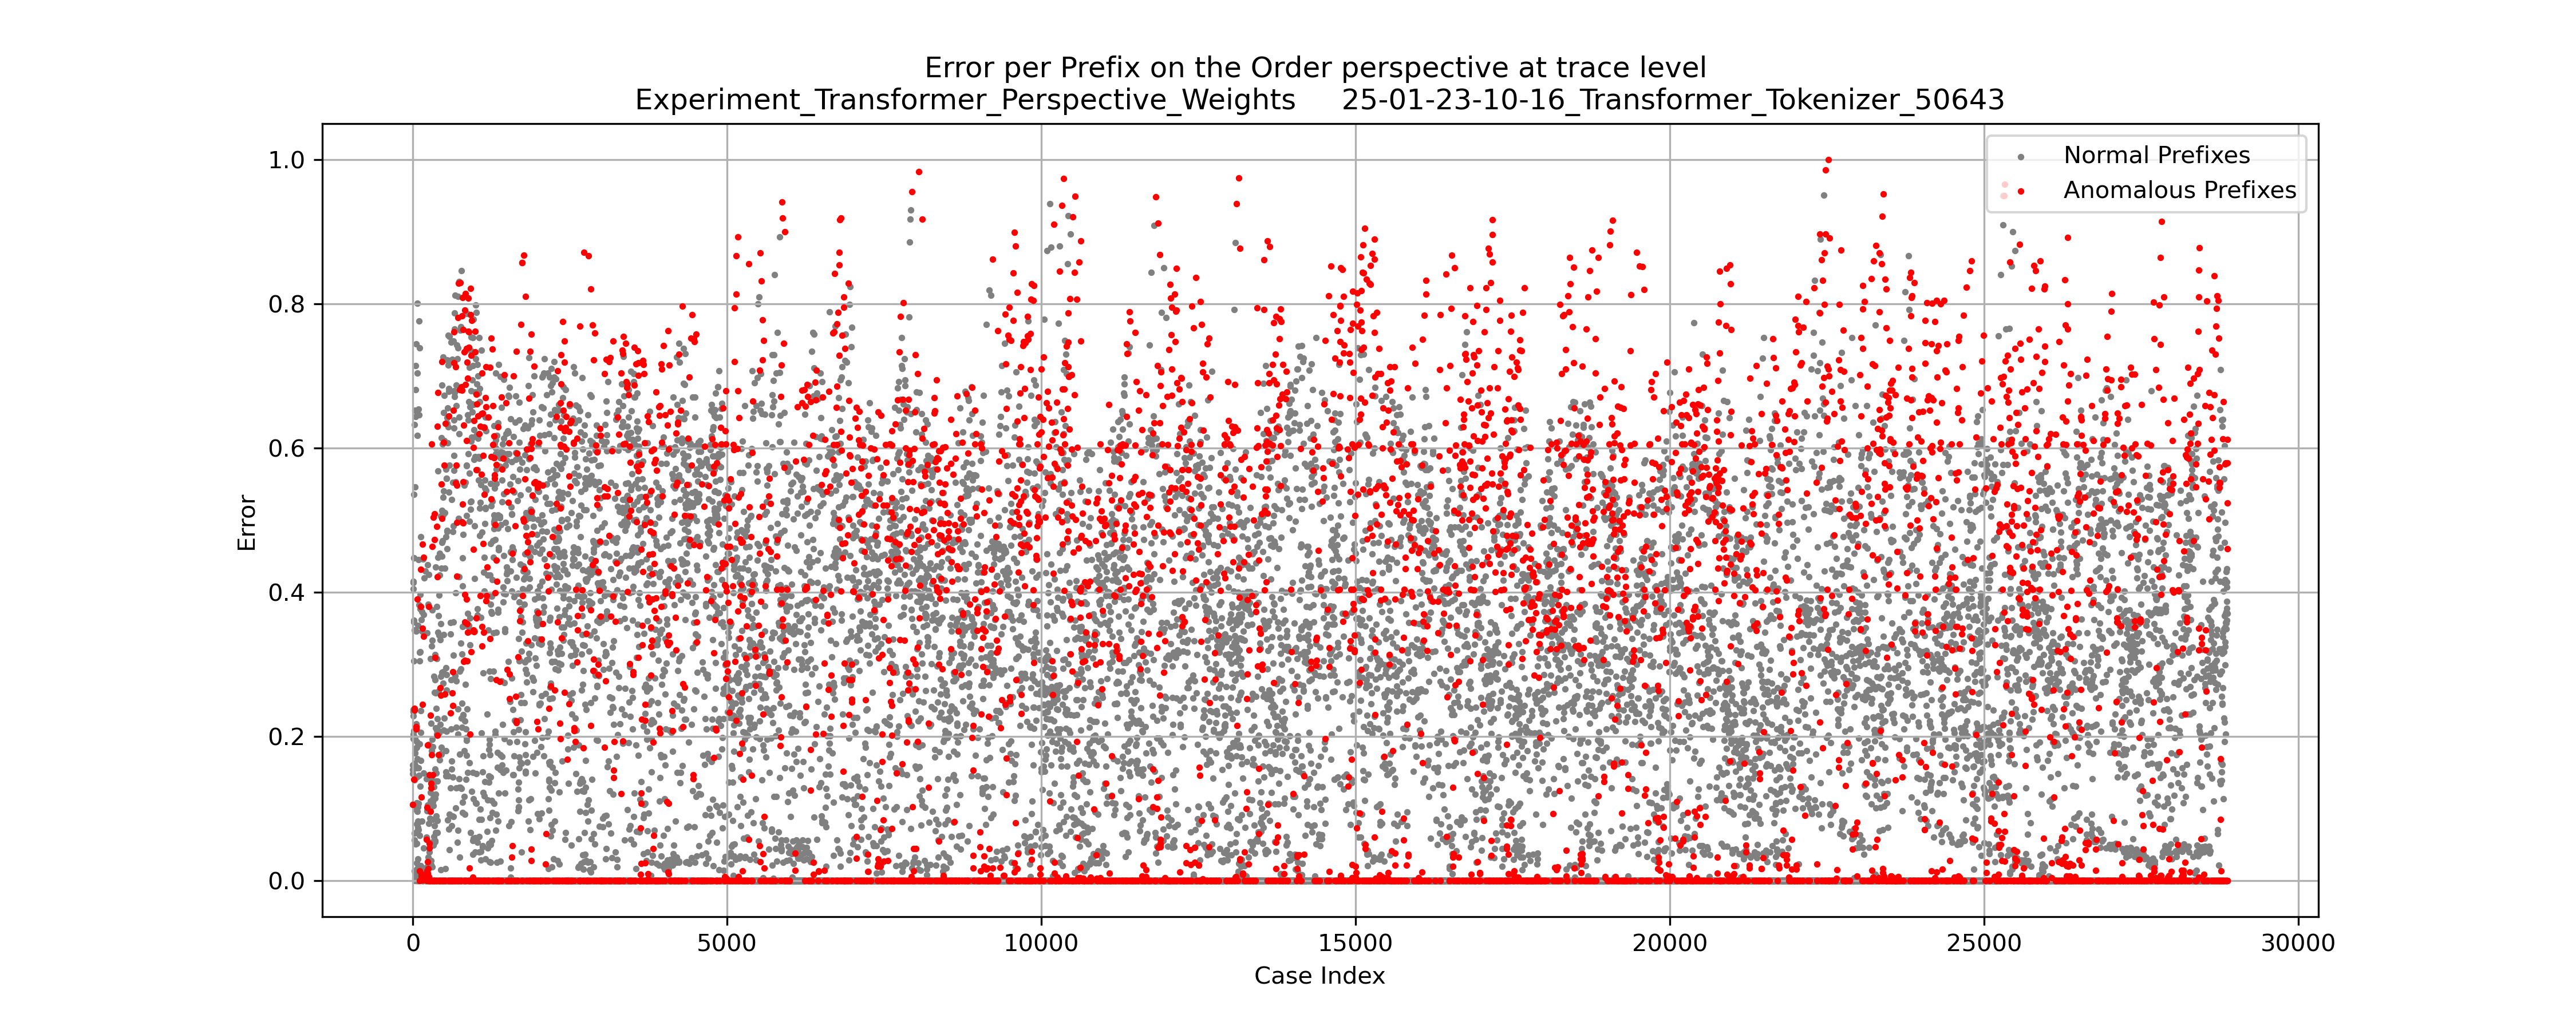 Error per Prefix on the Order perspective at trace level
Experiment_Transformer_Perspective_Weights 25-01-23-10-16_Transformer_Tokenizer_50643
1.0
0.8
0.6
0.4
0.2
0.0
Error
Normal Prefixes
Anomalous Prefixes
0 5000 10000 15000 20000 25000 30000
Case Index